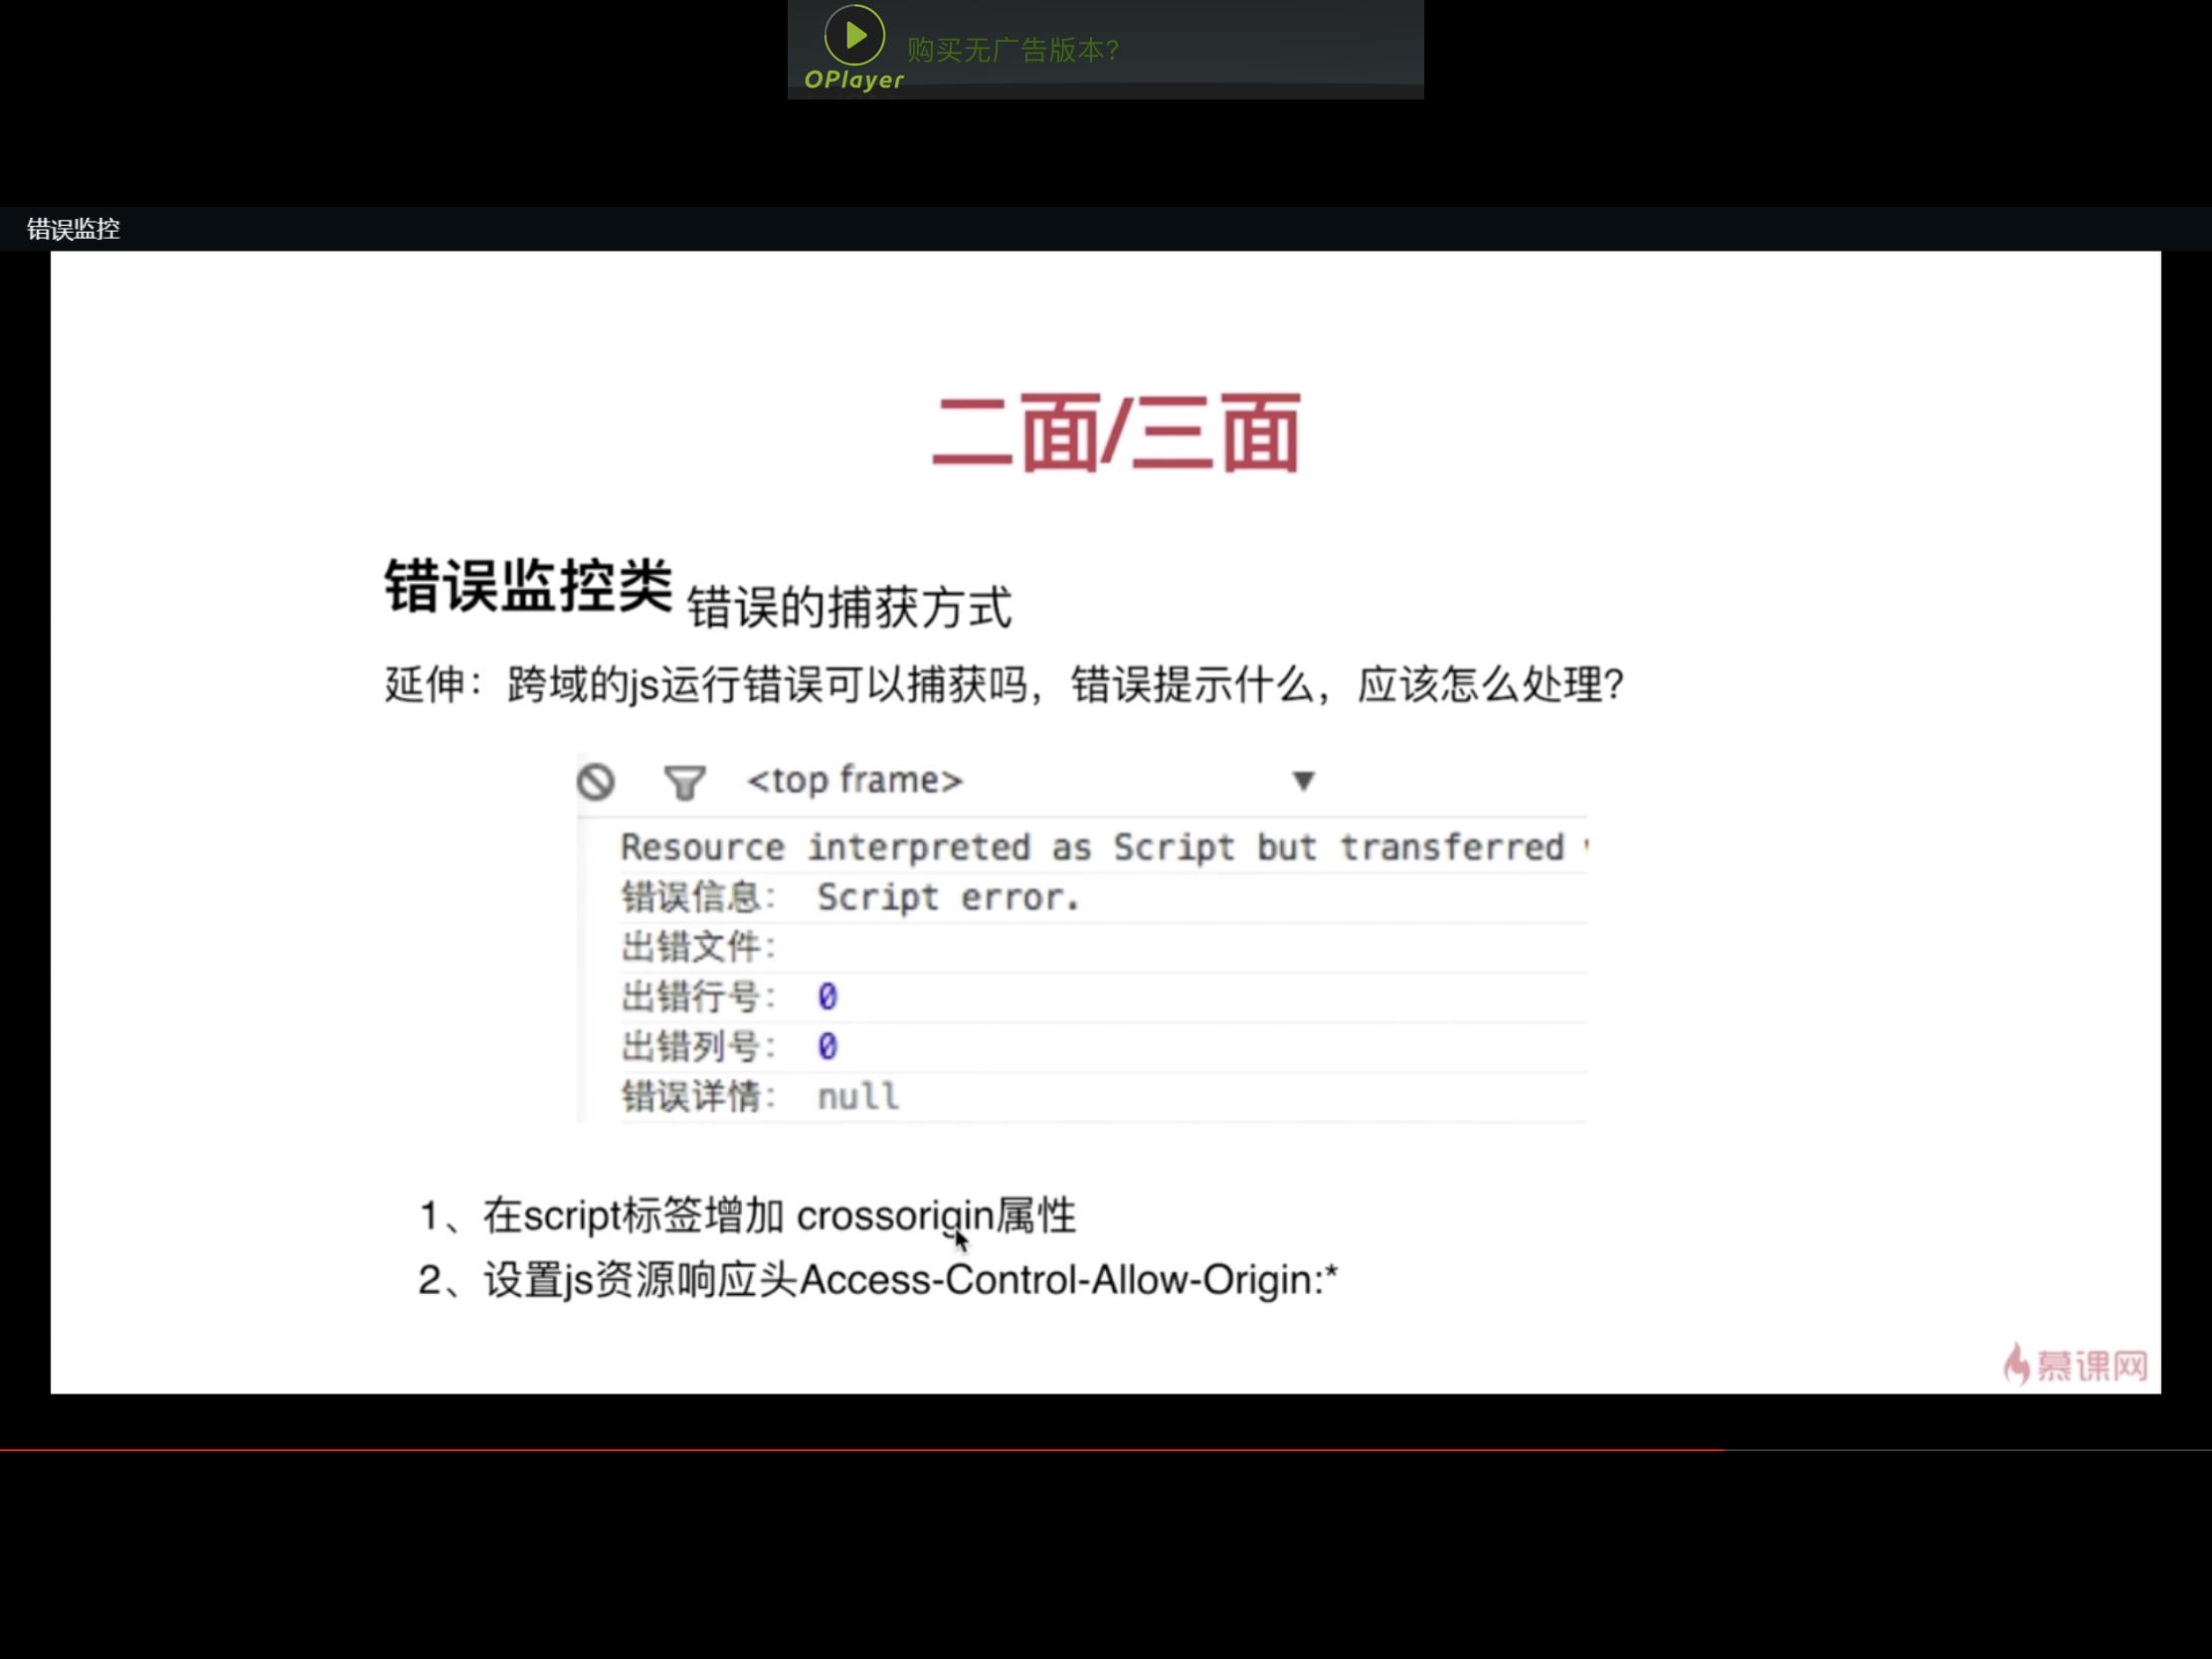 购买无广告版本?
OPlayer
错误监控
二面/三面
错误监控类 错误的捕获方式
延伸：跨域的js运行错误可以捕获吗，错误提示什么，应该怎么处理？
<top frame>
Resource interpreted as Script but transferred
错误信息： Script error.
出错文件：
出错行号： 0
出错列号： 0
错误详情： null
1、在script标签增加 crossorigin属性
2、设置js资源响应头Access-Control-Allow-Origin:*
慕课网